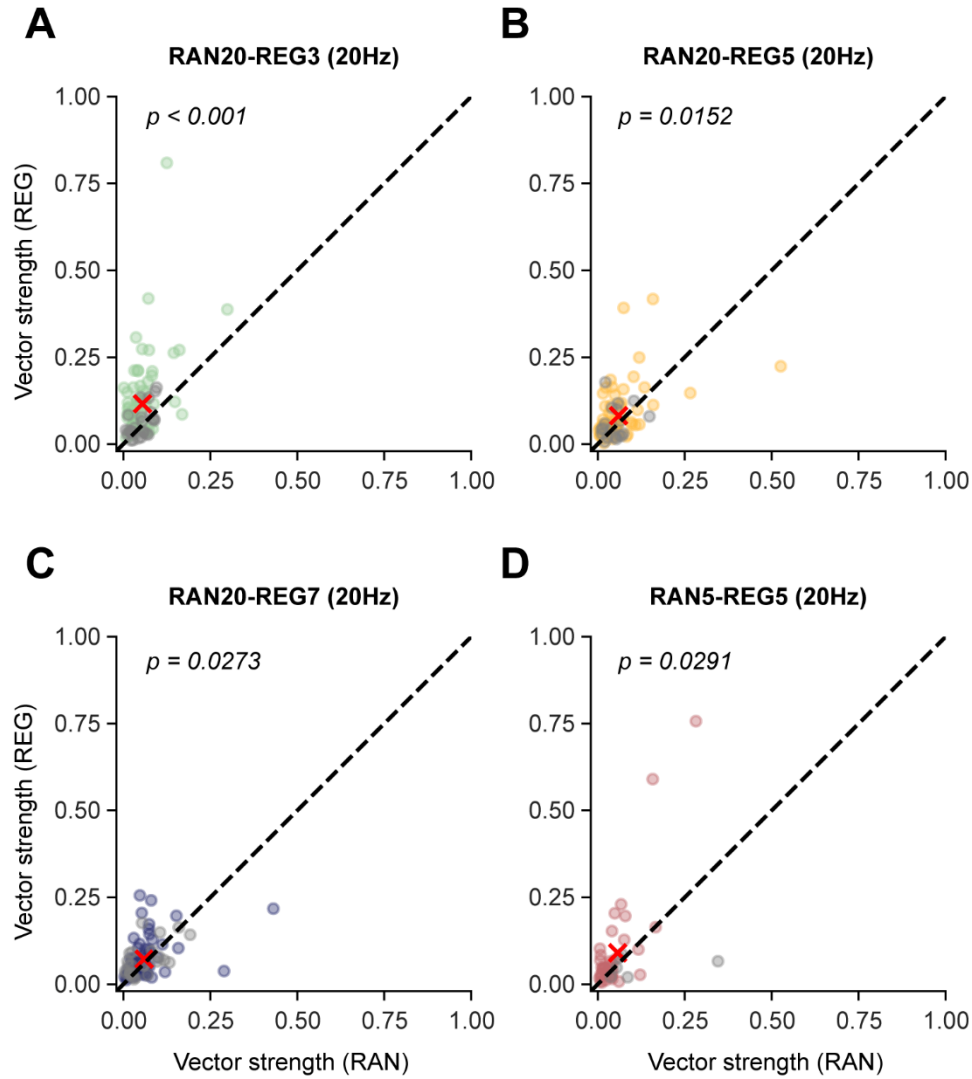 A
B
RAN20-REG3 (20Hz)
RAN20-REG5 (20Hz)
p < 0.001
p = 0.0152
Vector strength (REG)
1.00
0.75
0.50
0.25
0.00
0.00 0.25 0.50 0.75 1.00
1.00
0.75
0.50
0.25
0.00
0.00 0.25 0.50 0.75 1.00
C
D
RAN20-REG7 (20Hz)
RAN5-REG5 (20Hz)
p = 0.0273
p = 0.0291
Vector strength (REG)
1.00
0.75
0.50
0.25
0.00
0.00 0.25 0.50 0.75 1.00
1.00
0.75
0.50
0.25
0.00
0.00 0.25 0.50 0.75 1.00
Vector strength (RAN)
Vector strength (RAN)